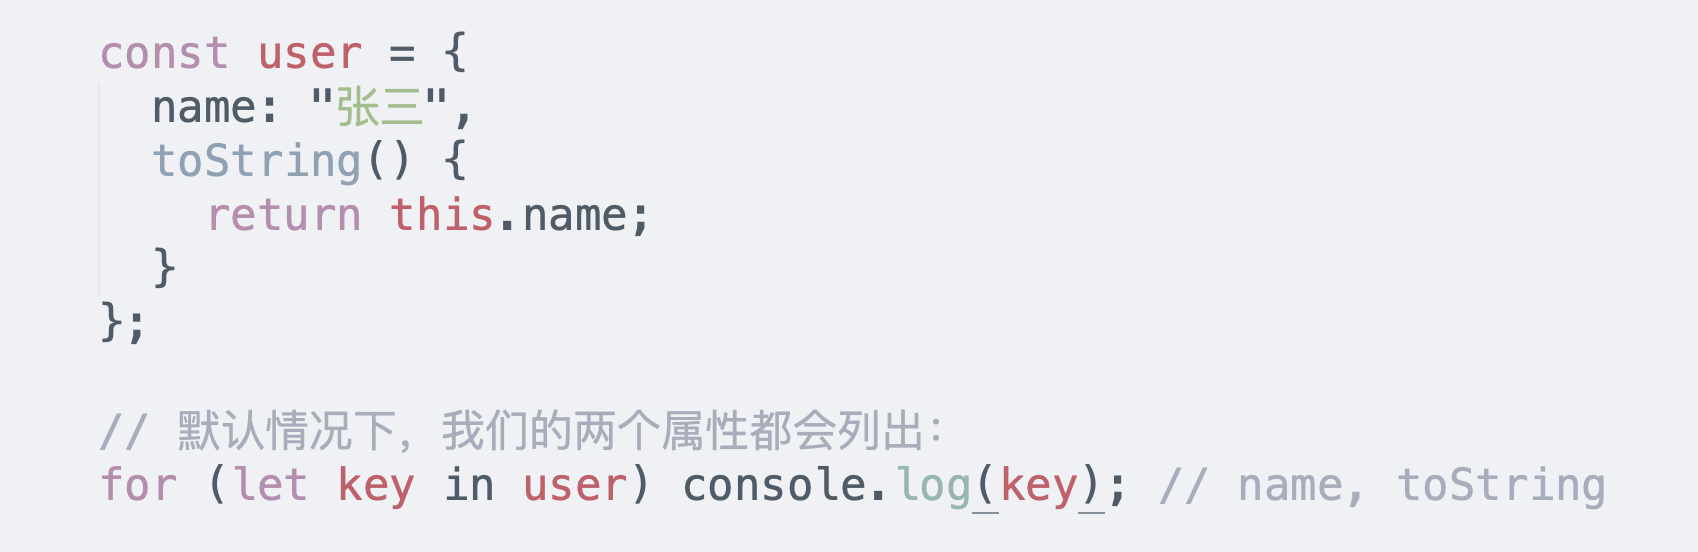 const user = {
  name: "张三",
  toString() {
    return this.name;
  }
};
// 默认情况下，我们的两个属性都会列出：
for (let key in user) console.log(key); // name, toString